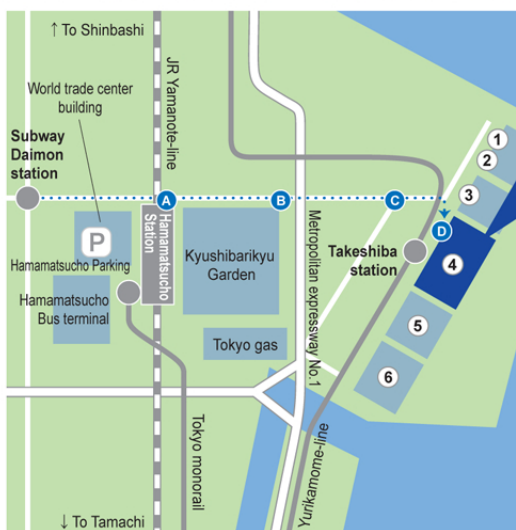 ↑ To Shinbashi
JR Yamanote-line
World trade center
building
Subway
Daimon
station
A
B
C
D
1
2
3
4
5
6
P
Hamamatsucho
Station
Hamamatsucho Parking
Kyushibarikyu
Garden
Metropolitan expressway No.1
Takeshiba
station
Hamamatsucho
Bus terminal
Tokyo gas
Tokyo monorail
Yurikamome-line
↓ To Tamachi